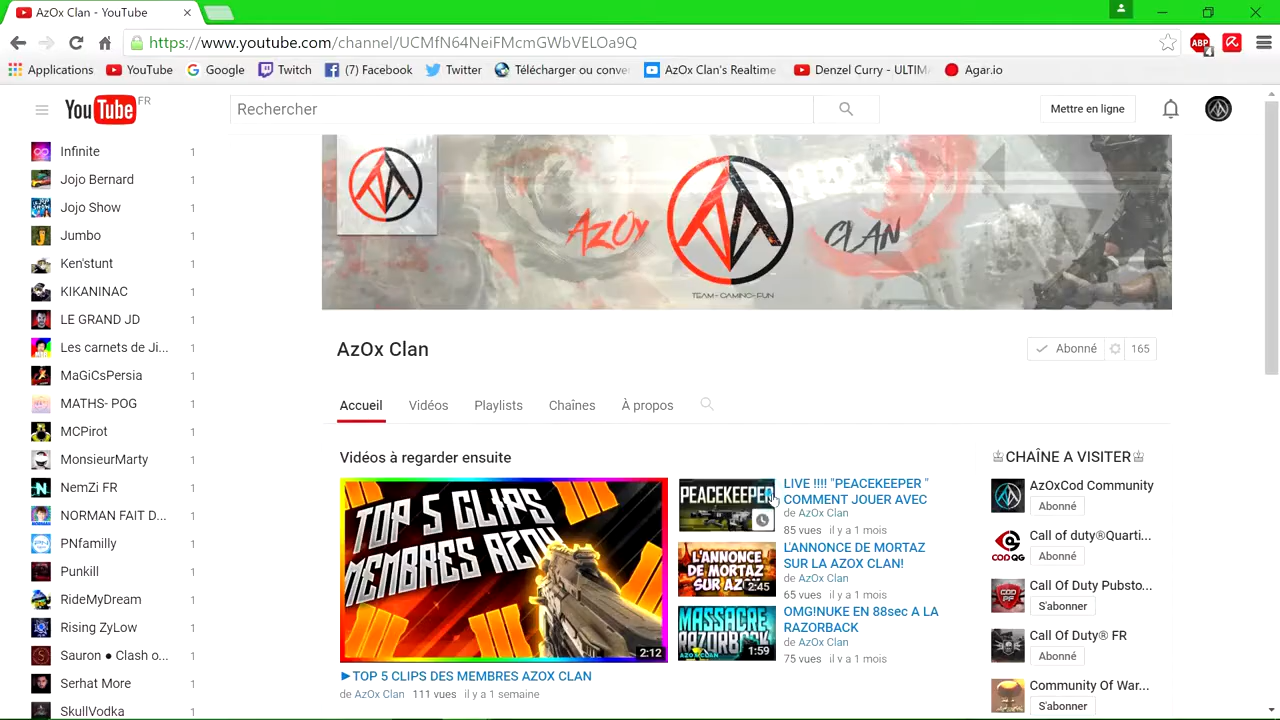 AzOx Clan - YouTube
https://www.youtube.com/channel/UCMfN64NeiFMcmGWbVELOa9Q
ABP
4
Applications
YouTube
Google
Twitch
(7) Facebook
Twitter
Télécharger ou conve
AzOx Clan's Realtime
Denzel Curry - ULTIM
Agar.io
YouTube FR
Rechercher
Mettre en ligne
Infinite 1
Jojo Bernard 1
Jojo Show 1
Jumbo 1
Ken'stunt 1
KIKANINAC 1
LE GRAND JD 1
Les carnets de Ji... 1
MaGiCsPersia 1
MATHS- POG 1
MCPirot 1
MonsieurMarty 1
NemZi FR 1
NORMAN FAIT D... 1
PNfamilly 1
Punkill 1
RideMyDream 1
Rising ZyLow 1
Sauron ● Clash o... 1
Serhat More 1
SkullVodka 1
AZOX CLAN
TEAM-GAMING-FUN
AzOx Clan
Abonné 165
Accueil
Vidéos
Playlists
Chaînes
À propos
Vidéos à regarder ensuite
TOP 5 CLIPS
MEMBRES AZOX
2:12
►TOP 5 CLIPS DES MEMBRES AZOX CLAN
de AzOx Clan 111 vues il y a 1 semaine
PEACEKEEPER
LIVE !!!! "PEACEKEEPER "
COMMENT JOUER AVEC
de AzOx Clan
85 vues il y a 1 mois
L'ANNONCE
DE MORTAZ
SUR AZOX
2:45
L'ANNONCE DE MORTAZ
SUR LA AZOX CLAN!
de AzOx Clan
65 vues il y a 1 mois
MASSACRE
RAZORBACK
AZOX CLAN
1:59
OMG!NUKE EN 88sec A LA
RAZORBACK
de AzOx Clan
75 vues il y a 1 mois
♕CHAÎNE A VISITER♕
AzOxCod Community
Abonné
COD QG
Call of duty®Quarti...
Abonné
COD
PF
Call Of Duty Pubsto...
S'abonner
Call Of Duty® FR
Abonné
Community Of War...
S'abonner